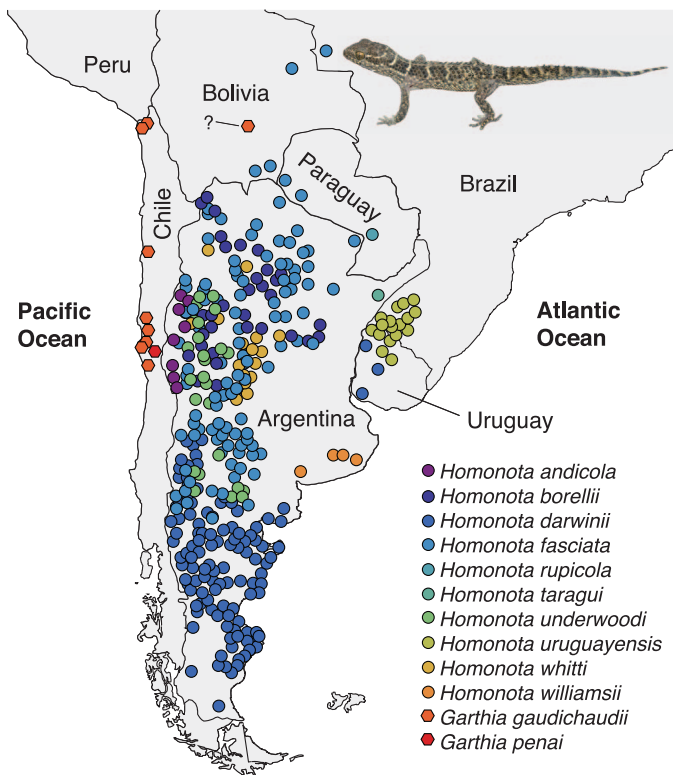 Peru
Bolivia
?
Paraguay
Brazil
Chile
Pacific
Ocean
Atlantic
Ocean
Argentina
Uruguay
Homonota andicola
Homonota borellii
Homonota darwinii
Homonota fasciata
Homonota rupicola
Homonota taragui
Homonota underwoodi
Homonota uruguayensis
Homonota whitti
Homonota williamsii
Garthia gaudichaudii
Garthia penai